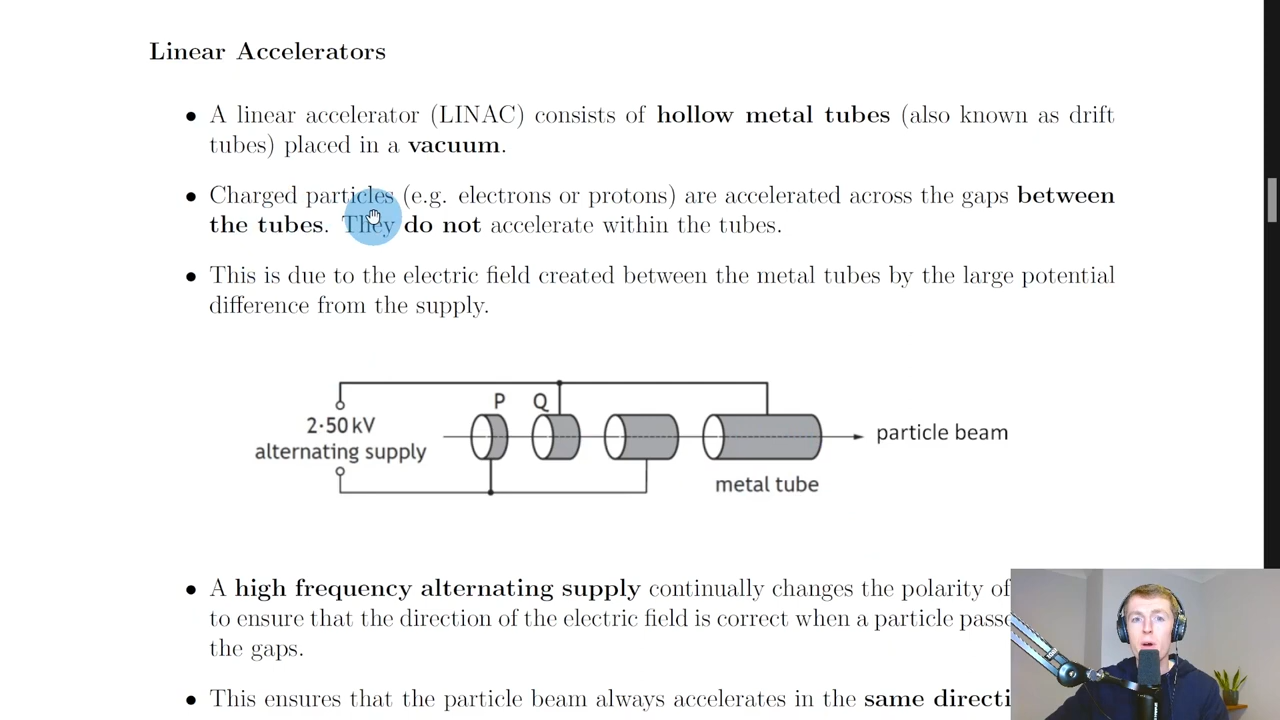 Linear Accelerators
• A linear accelerator (LINAC) consists of hollow metal tubes (also known as drift
tubes) placed in a vacuum.
• Charged particles (e.g. electrons or protons) are accelerated across the gaps between
the tubes. They do not accelerate within the tubes.
• This is due to the electric field created between the metal tubes by the large potential
difference from the supply.
P Q
2·50 kV
alternating supply
particle beam
metal tube
• A high frequency alternating supply continually changes the polarity of
to ensure that the direction of the electric field is correct when a particle passe
the gaps.
• This ensures that the particle beam always accelerates in the same directi